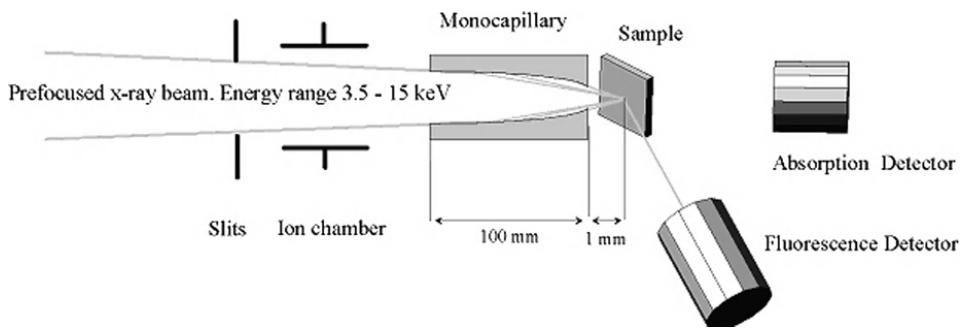 Monocapillary
Sample
Prefocused x-ray beam. Energy range 3.5 - 15 keV
Absorption Detector
Slits
Ion chamber
100 mm
1 mm
Fluorescence Detector